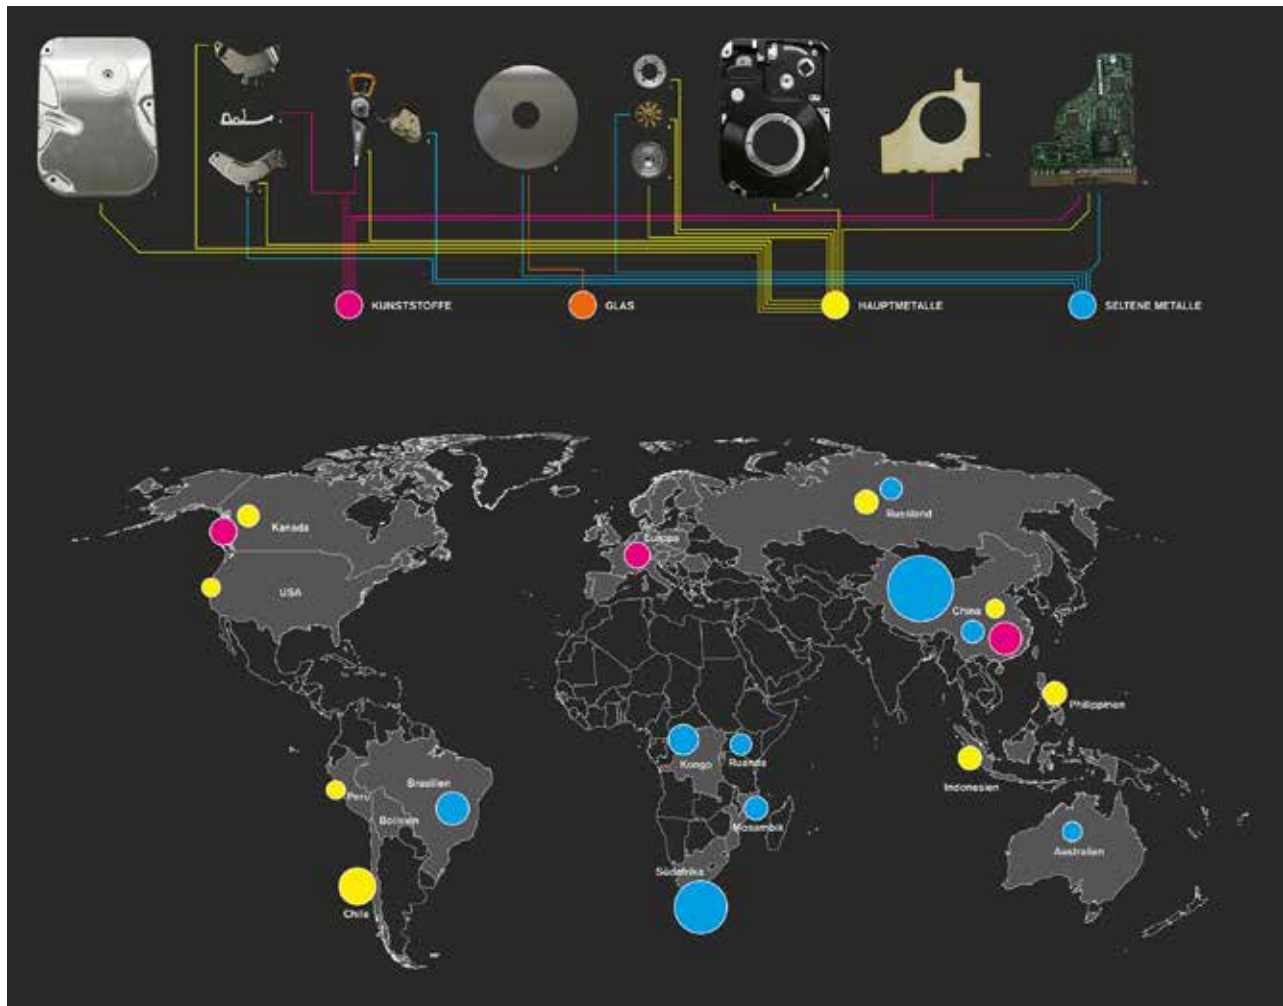 KUNSTSTOFFE
GLAS
HAUPTMETALLE
SELTENE METALLE
Kanada
USA
Europa
Russland
China
Philippinen
Indonesien
Kongo
Ruanda
Mosambik
Südafrika
Australien
Brasilien
Peru
Bolivien
Chile